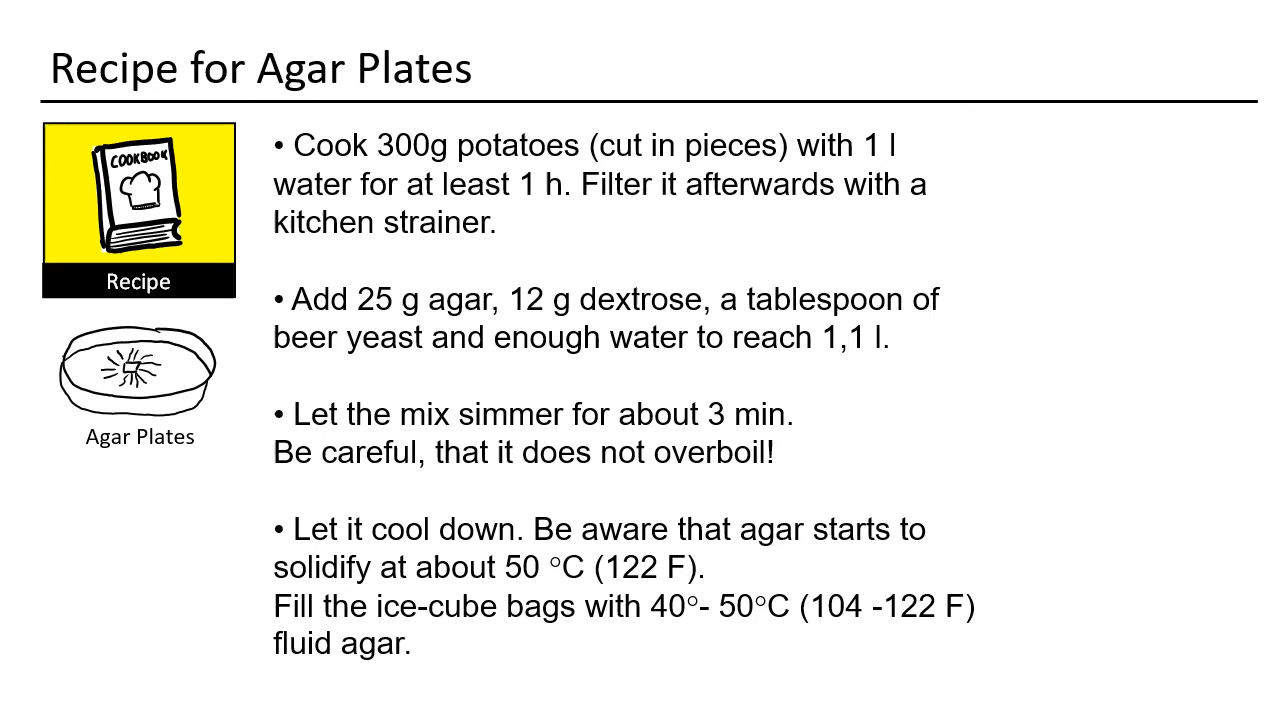 Recipe for Agar Plates
COOKBOOK
Recipe
Agar Plates
• Cook 300g potatoes (cut in pieces) with 1 l
water for at least 1 h. Filter it afterwards with a
kitchen strainer.
• Add 25 g agar, 12 g dextrose, a tablespoon of
beer yeast and enough water to reach 1,1 l.
• Let the mix simmer for about 3 min.
Be careful, that it does not overboil!
• Let it cool down. Be aware that agar starts to
solidify at about 50 °C (122 F).
Fill the ice-cube bags with 40°- 50°C (104 -122 F)
fluid agar.